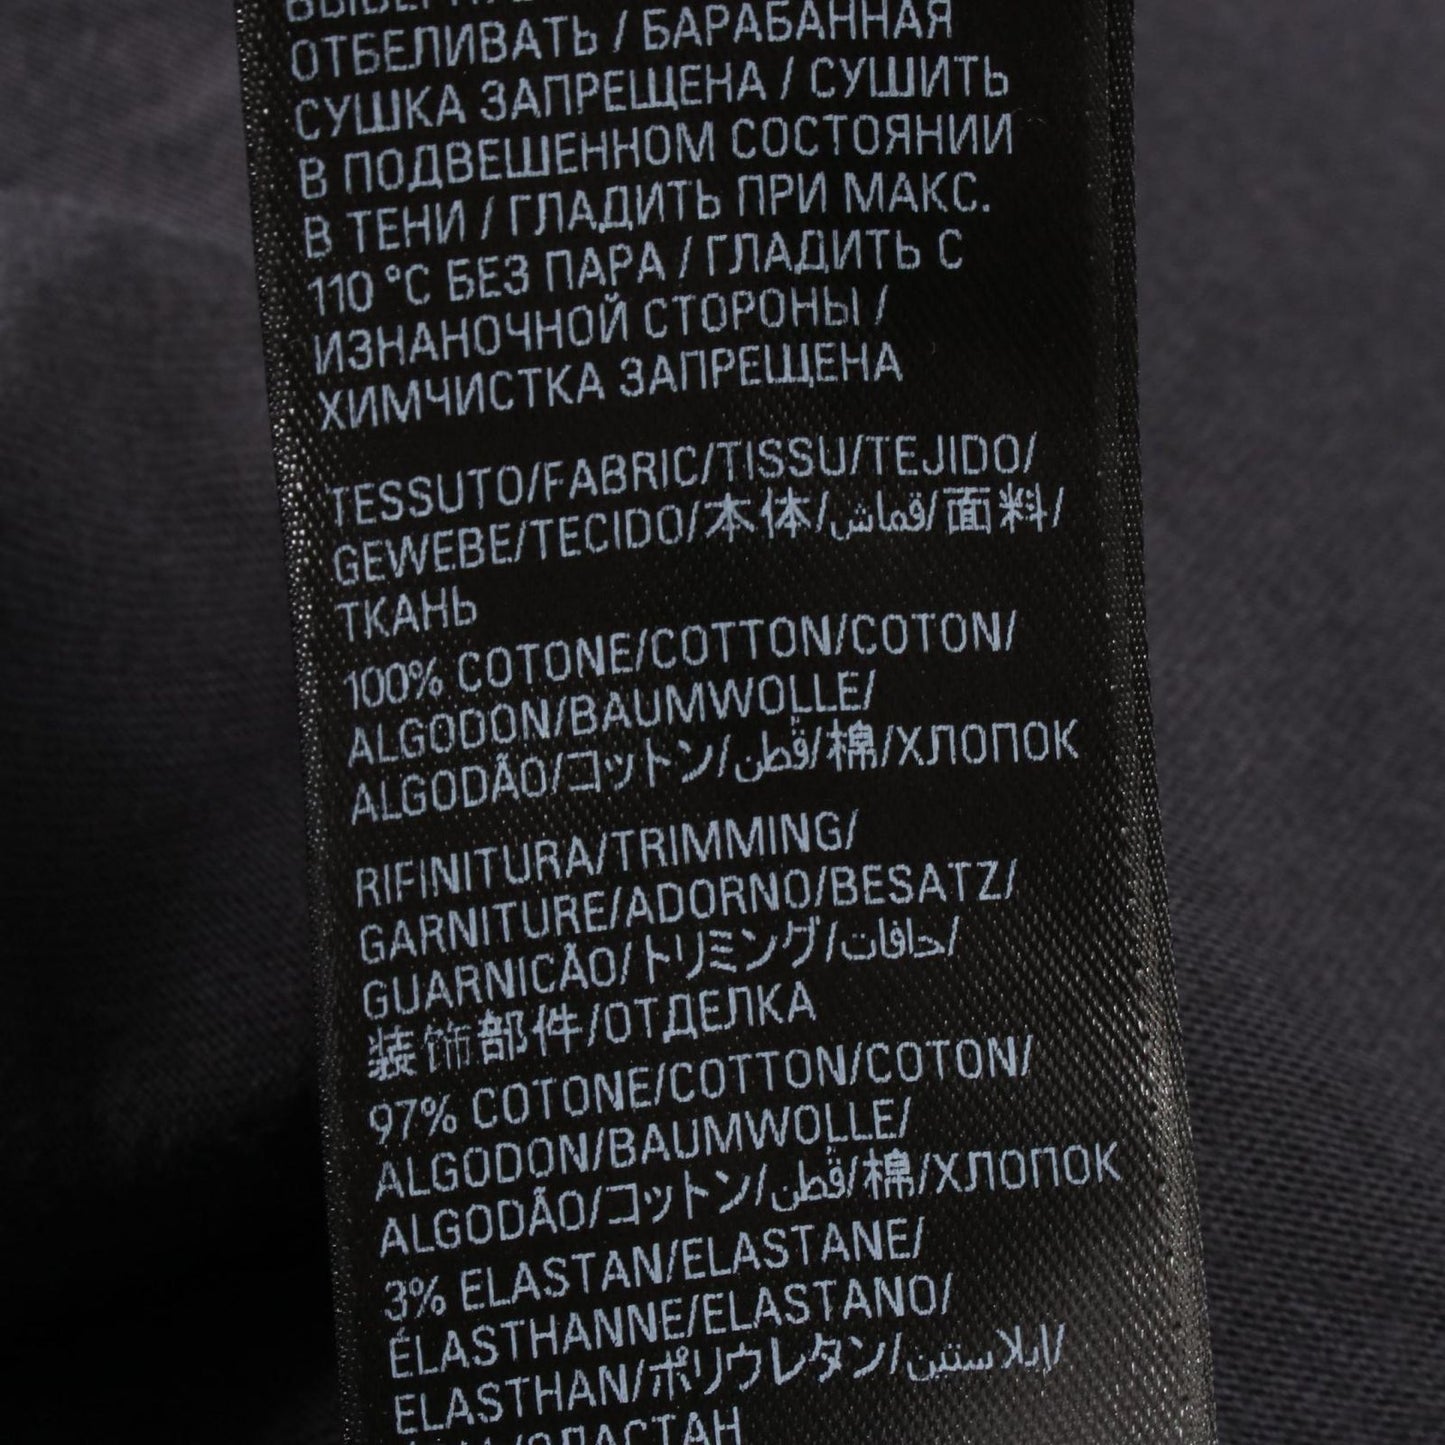 ОТБЕЛИВАТЬ / БАРАБАННАЯ
СУШКА ЗАПРЕЩЕНА / СУШИТЬ
В ПОДВЕШЕННОМ СОСТОЯНИИ
В ТЕНИ / ГЛАДИТЬ ПРИ МАКС.
110 °C БЕЗ ПАРА / ГЛАДИТЬ С
ИЗНАНОЧНОЙ СТОРОНЫ /
ХИМЧИСТКА ЗАПРЕЩЕНА
TESSUTO/FABRIC/TISSU/TEJIDO/
GEWEBE/TECIDO/本体/قماش/面料/
ТКАНЬ
100% COTONE/COTTON/COTON/
ALGODON/BAUMWOLLE/
ALGODÃO/コットン/قطن/棉/ХЛОПОК
RIFINITURA/TRIMMING/
GARNITURE/ADORNO/BESATZ/
GUARNICÃO/トリミング/حافات/
装饰部件/ОТДЕЛКА
97% COTONE/COTTON/COTON/
ALGODON/BAUMWOLLE/
ALGODÃO/コットン/قطن/棉/ХЛОПОК
3% ELASTAN/ELASTANE/
ÉLASTHANNE/ELASTANO/
ELASTHAN/ポリウレタン/إيلاستين/
ЭЛАСТАН